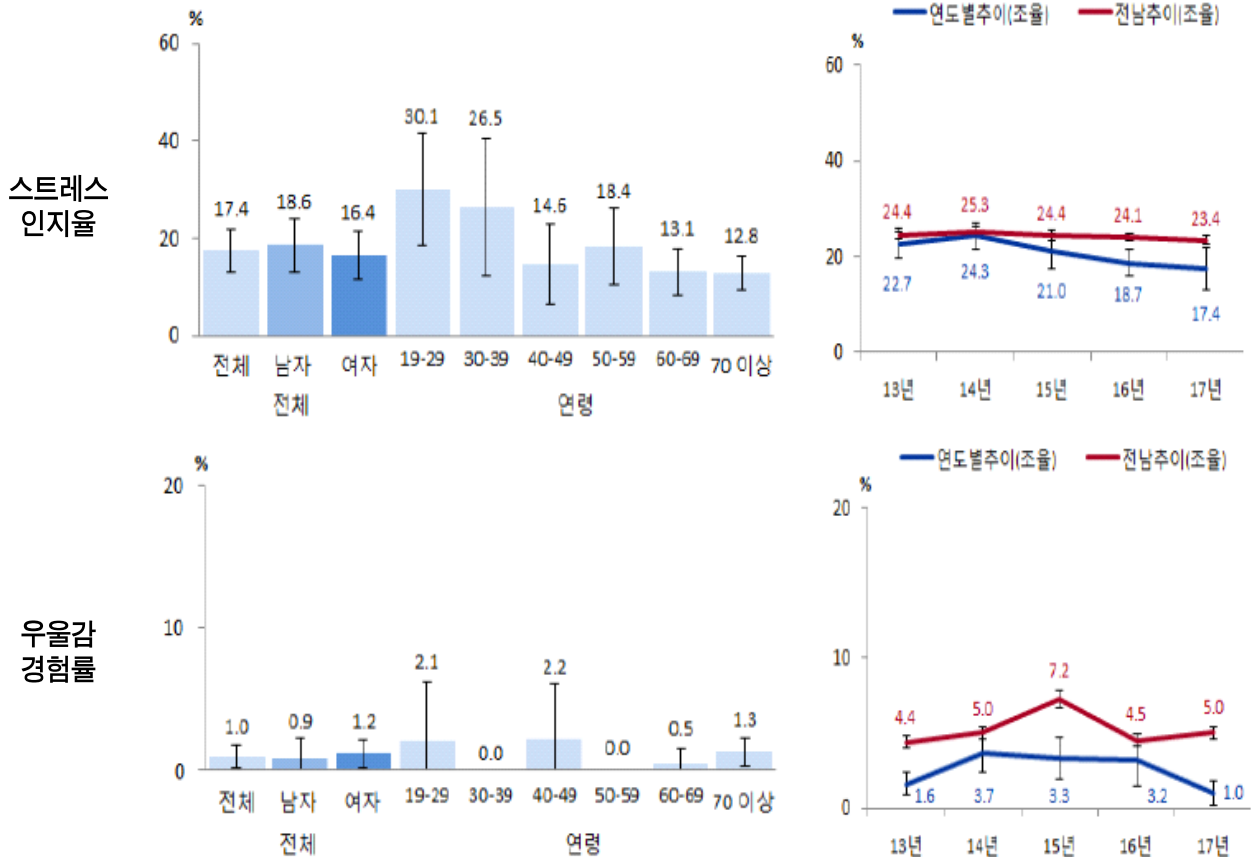 %
60
40
20
0
30.1
26.5
17.4
18.6
16.4
14.6
18.4
13.1
12.8
전체
남자
여자
19-29
30-39
40-49
50-59
60-69
70 이상
전체
연령
스트레스
인지율
연도별추이(조율)
전남추이(조율)
%
60
40
20
0
24.4
25.3
24.4
24.1
23.4
22.7
24.3
21.0
18.7
17.4
13년
14년
15년
16년
17년
%
20
10
0
1.0
0.9
1.2
2.1
0.0
2.2
0.0
0.5
1.3
전체
남자
여자
19-29
30-39
40-49
50-59
60-69
70 이상
전체
연령
우울감
경험률
연도별추이(조율)
전남추이(조율)
%
20
10
0
4.4
5.0
7.2
4.5
5.0
1.6
3.7
3.3
3.2
1.0
13년
14년
15년
16년
17년